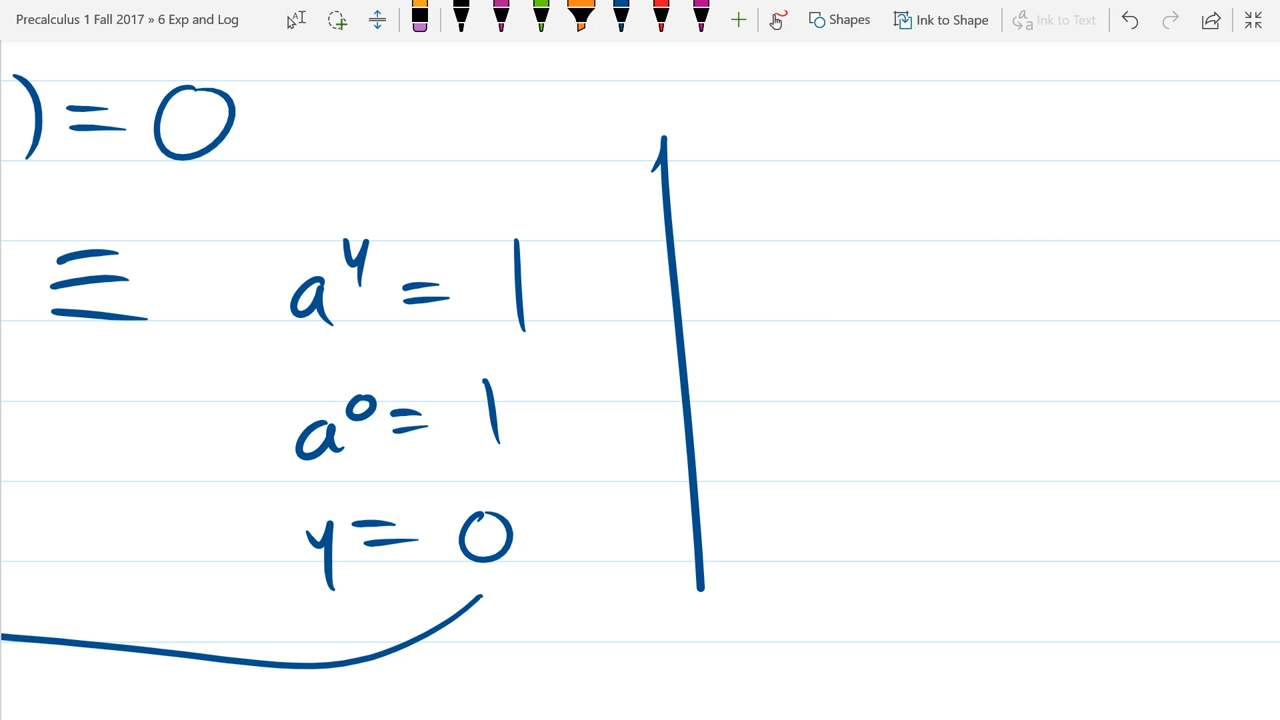 Precalculus 1 Fall 2017 » 6 Exp and Log
Shapes
Ink to Shape
Ink to Text
) = 0
≡ a^y = 1
a^0 = 1
y = 0